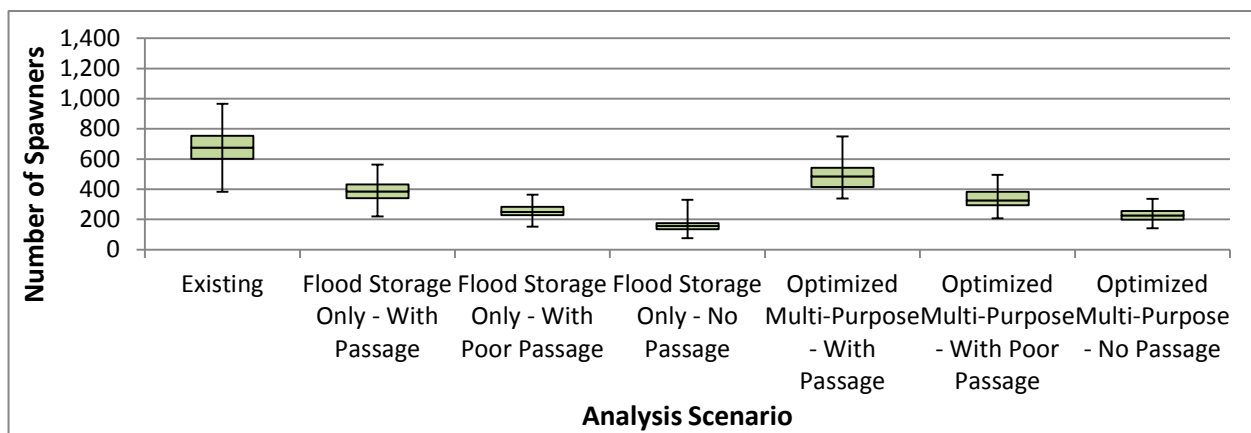 Number of Spawners
1,400
1,200
1,000
800
600
400
200
0
Existing
Flood Storage
Only - With
Passage
Flood Storage
Only - With
Poor Passage
Flood Storage
Only - No
Passage
Optimized
Multi-Purpose
- With
Passage
Optimized
Multi-Purpose
- With Poor
Passage
Optimized
Multi-Purpose
- No Passage
Analysis Scenario